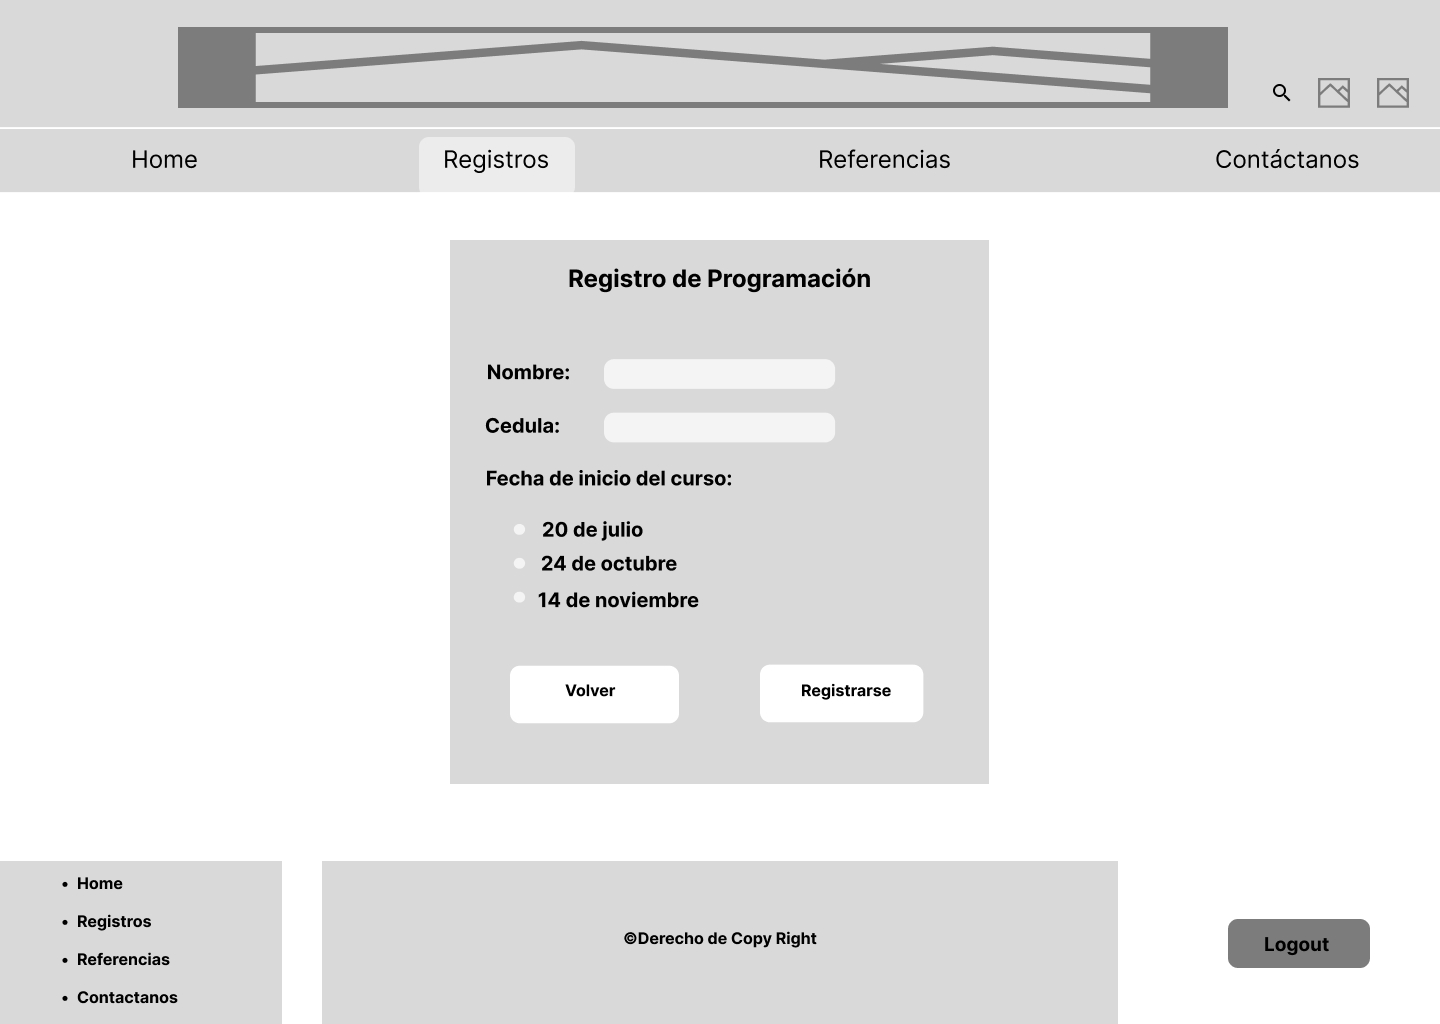 Home
Registros
Referencias
Contáctanos
Registro de Programación
Nombre:
Cedula:
Fecha de inicio del curso:
20 de julio
24 de octubre
14 de noviembre
Volver
Registrarse
• Home
• Registros
• Referencias
• Contactanos
©Derecho de Copy Right
Logout